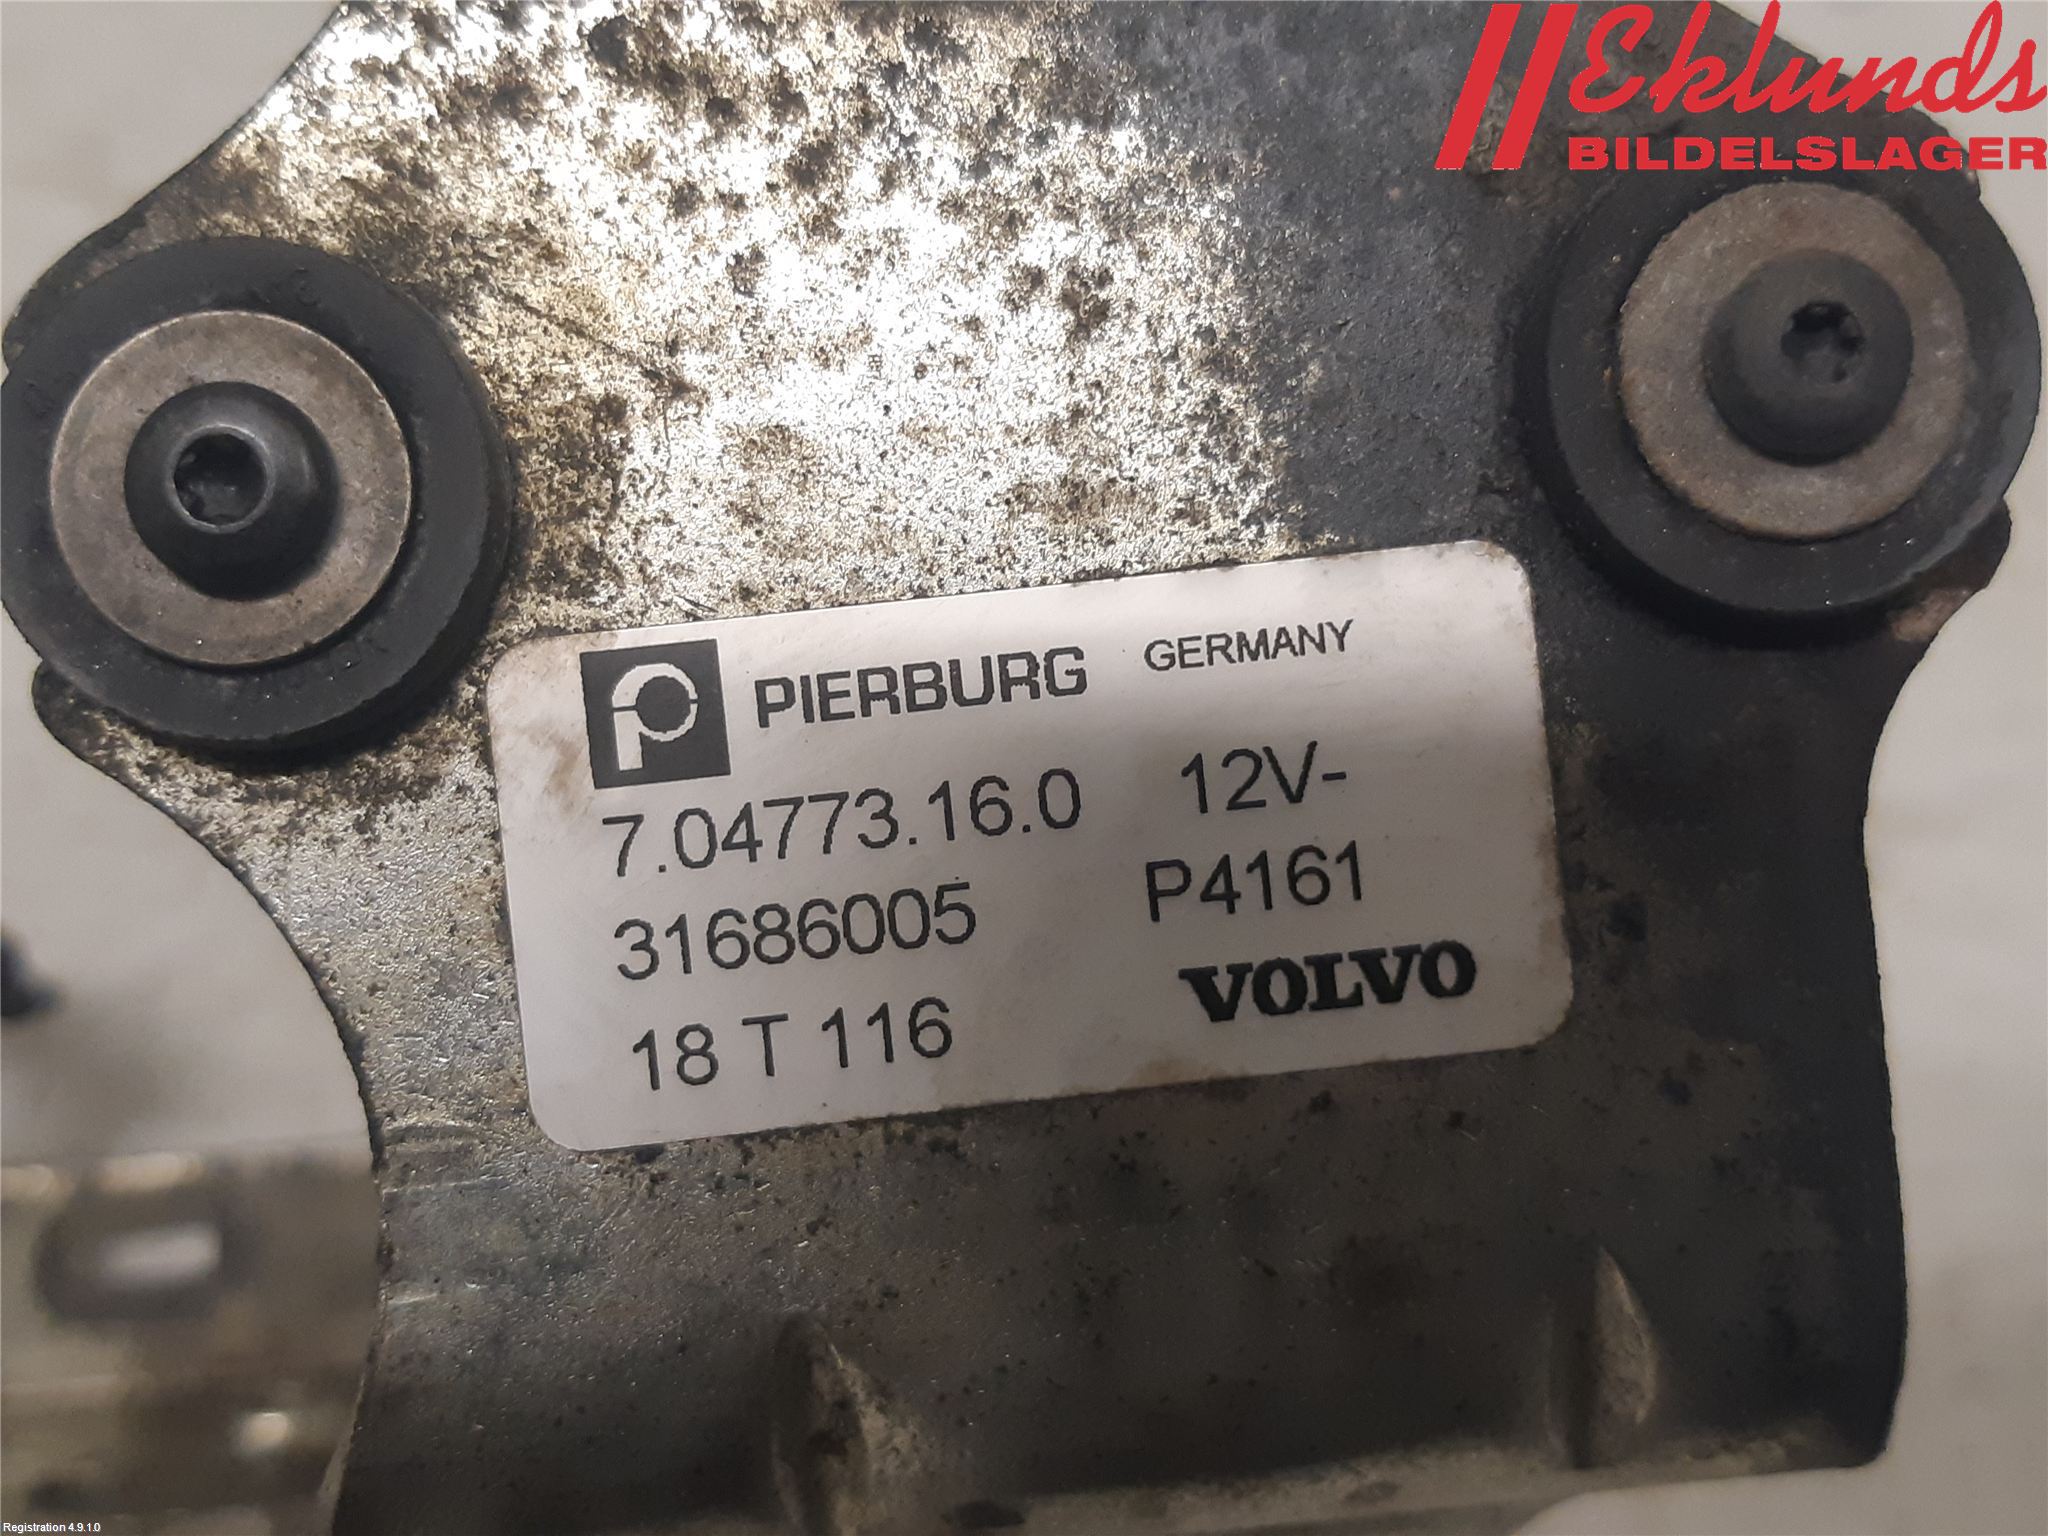 Eklunds
BILDELSLAGER
PIERBURG GERMANY
7.04773.16.0 12V-
31686005 P4161
18 T 116 VOLVO
Registration 4.9.1.0